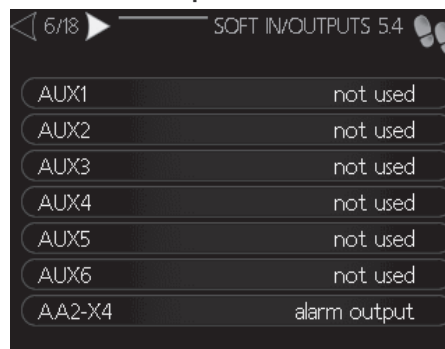 6/18 SOFT IN/OUTPUTS 5.4
AUX1 not used
AUX2 not used
AUX3 not used
AUX4 not used
AUX5 not used
AUX6 not used
AA2-X4 alarm output